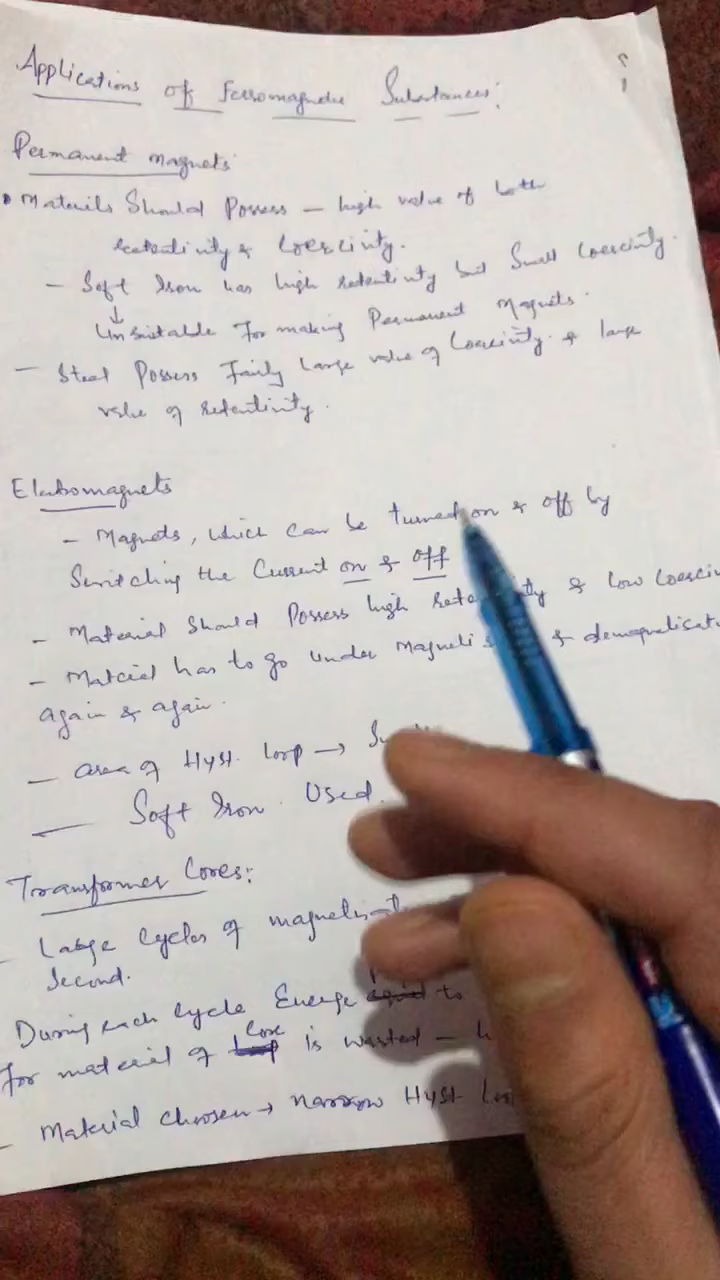 Applications of Ferromagnetic Substances:
Permanent Magnets
• Materials Should Possess – high value of both
retentivity & Coercivity.
– Soft Iron has high retentivity but Small Coercivity.
↓
Unsuitable For making Permanent Magnets.
– Steel Possess Fairly Large value of Coercivity & large
value of retentivity.
Electromagnets
– Magnets, which can be turned on & off by
Switching the Current on & off
– Material Should Possess high & low
– Material has to go under &
again & again.
– area of Hyst. loop →
– Soft Iron Used.
Transformer Cores:
– Large Cycles of
Second.
During each Cycle Energy to
For material of Core is wasted –
– Material choosen → narrow Hyst.